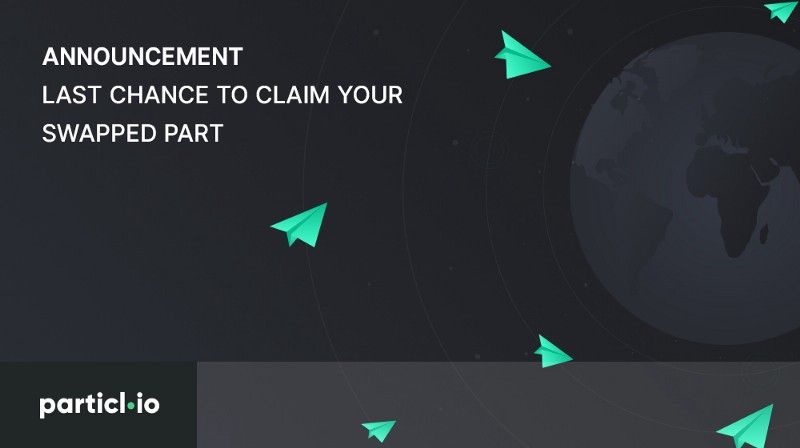 ANNOUNCEMENT
LAST CHANCE TO CLAIM YOUR
SWAPPED PART
particl•io